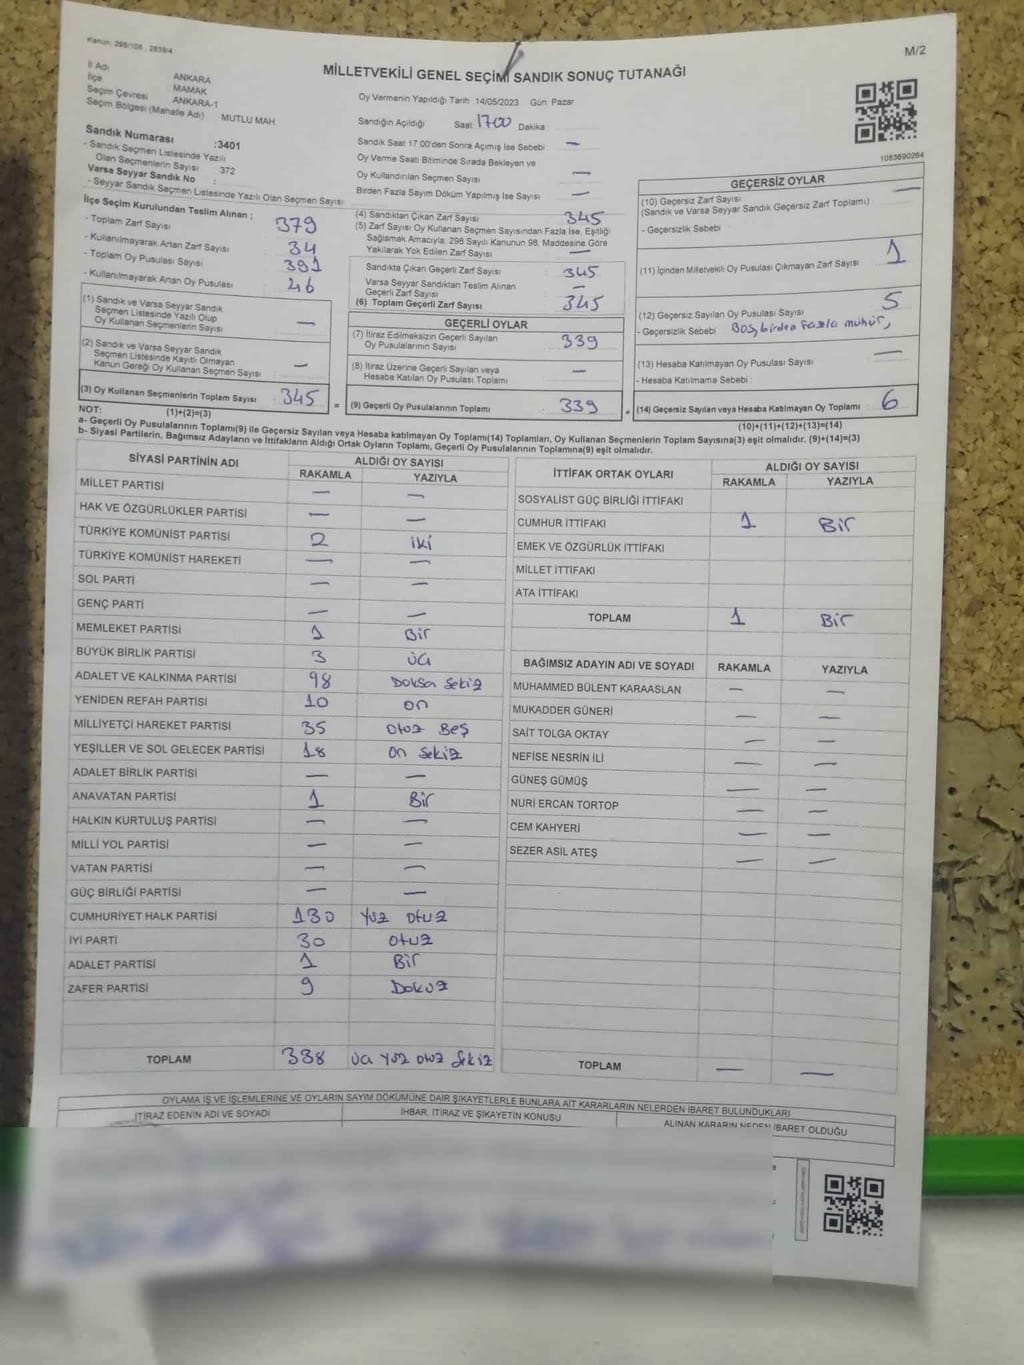 Kanun: 298/108 , 2839/4
M/2
MİLLETVEKİLİ GENEL SEÇİMİ SANDIK SONUÇ TUTANAĞI
İl Adı ANKARA
İlçe MAMAK
Seçim Çevresi ANKARA-1
Seçim Bölgesi (Mahalle Adı) MUTLU MAH.
Sandık Numarası :3401
- Sandık Seçmen Listesinde Yazılı
Olan Seçmenlerin Sayısı 372
Varsa Seyyar Sandık No :
- Seyyar Sandık Seçmen Listesinde Yazılı Olan Seçmen Sayısı:
Oy Vermenin Yapıldığı Tarih: 14/05/2023 Gün: Pazar
Sandığın Açıldığı Saat: 1700 Dakika:
Sandık Saat 17:00'den Sonra Açımış İse Sebebi : —
Oy Verme Saati Bitiminde Sırada Bekleyen ve
Oy Kullandırılan Seçmen Sayısı : —
Birden Fazla Sayım Döküm Yapılmış İse Sayısı : —
1083690264
İlçe Seçim Kurulundan Teslim Alınan ;
- Toplam Zarf Sayısı : 379
- Kullanılmayarak Artan Zarf Sayısı : 34
- Toplam Oy Pusulası Sayısı : 391
- Kullanılmayarak Artan Oy Pusulası : 46
(1) Sandık ve Varsa Seyyar Sandık
Seçmen Listesinde Yazılı Olup
Oy Kullanan Seçmenlerin Sayısı : —
(2) Sandık ve Varsa Seyyar Sandık
Seçmen Listesinde Kayıtlı Olmayan
Kanun Gereği Oy Kullanan Seçmen Sayısı : —
(3) Oy Kullanan Seçmenlerin Toplam Sayısı : 345
(1)+(2)=(3)
(4) Sandıktan Çıkan Zarf Sayısı : 345
(5) Zarf Sayısı Oy Kullanan Seçmen Sayısından Fazla İse, Eşitliği
Sağlamak Amacıyla, 298 Sayılı Kanunun 98. Maddesine Göre
Yakılarak Yok Edilen Zarf Sayısı : —
Sandıkta Çıkan Geçerli Zarf Sayısı : 345
Varsa Seyyar Sandıktan Teslim Alınan
Geçerli Zarf Sayısı : —
(6) Toplam Geçerli Zarf Sayısı : 345
GEÇERLİ OYLAR
(7) İtiraz Edilmeksizin Geçerli Sayılan
Oy Pusulalarının Sayısı : 339
(8) İtiraz Üzerine Geçerli Sayılan veya
Hesaba Katılan Oy Pusulası Toplamı : —
= (9) Geçerli Oy Pusulalarının Toplamı : 339 +
GEÇERSİZ OYLAR
(10) Geçersiz Zarf Sayısı : —
(Sandık ve Varsa Seyyar Sandık Geçersiz Zarf Toplamı)
- Geçersizlik Sebebi :
(11) İçinden Milletvekili Oy Pusulası Çıkmayan Zarf Sayısı : 1
(12) Geçersiz Sayılan Oy Pusulası Sayısı : 5
- Geçersizlik Sebebi : Boş, birden fazla mühür,
(13) Hesaba Katılmayan Oy Pusulası Sayısı : —
- Hesaba Katılmama Sebebi :
(14) Geçersiz Sayılan veya Hesaba Katılmayan Oy Toplamı : 6
(10)+(11)+(12)+(13)=(14)
NOT:
a- Geçerli Oy Pusulalarının Toplamı(9) ile Geçersiz Sayılan veya Hesaba katılmayan Oy Toplamı(14) Toplamları, Oy Kullanan Seçmenlerin Toplam Sayısına(3) eşit olmalıdır. (9)+(14)=(3)
b- Siyasi Partilerin, Bağımsız Adayların ve İttifakların Aldığı Ortak Oyların Toplamı, Geçerli Oy Pusulalarının Toplamına(9) eşit olmalıdır.
SİYASİ PARTİNİN ADI ALDIĞI OY SAYISI
RAKAMLA YAZIYLA
MİLLET PARTİSİ — —
HAK VE ÖZGÜRLÜKLER PARTİSİ — —
TÜRKİYE KOMÜNİST PARTİSİ 2 iki
TÜRKİYE KOMÜNİST HAREKETİ — —
SOL PARTİ — —
GENÇ PARTİ — —
MEMLEKET PARTİSİ 1 Bir
BÜYÜK BİRLİK PARTİSİ 3 üç
ADALET VE KALKINMA PARTİSİ 98 Doksan Sekiz
YENİDEN REFAH PARTİSİ 10 on
MİLLİYETÇİ HAREKET PARTİSİ 35 otuz Beş
YEŞİLLER VE SOL GELECEK PARTİSİ 18 on Sekiz
ADALET BİRLİK PARTİSİ — —
ANAVATAN PARTİSİ 1 Bir
HALKIN KURTULUŞ PARTİSİ — —
MİLLİ YOL PARTİSİ — —
VATAN PARTİSİ — —
GÜÇ BİRLİĞİ PARTİSİ — —
CUMHURİYET HALK PARTİSİ 130 Yüz otuz
İYİ PARTİ 30 otuz
ADALET PARTİSİ 1 Bir
ZAFER PARTİSİ 9 Dokuz
TOPLAM 338 üç Yüz otuz Sekiz
İTTİFAK ORTAK OYLARI ALDIĞI OY SAYISI
RAKAMLA YAZIYLA
SOSYALİST GÜÇ BİRLİĞİ İTTİFAKI
CUMHUR İTTİFAKI 1 Bir
EMEK VE ÖZGÜRLÜK İTTİFAKI
MİLLET İTTİFAKI
ATA İTTİFAKI
TOPLAM 1 Bir
BAĞIMSIZ ADAYIN ADI VE SOYADI RAKAMLA YAZIYLA
MUHAMMED BÜLENT KARAASLAN — —
MUKADDER GÜNERİ — —
SAİT TOLGA OKTAY — —
NEFİSE NESRİN İLİ — —
GÜNEŞ GÜMÜŞ — —
NURİ ERCAN TORTOP — —
CEM KAHYERİ — —
SEZER ASİL ATEŞ — —
TOPLAM — —
OYLAMA İŞ VE İŞLEMLERİNE VE OYLARIN SAYIM DÖKÜMÜNE DAİR ŞİKAYETLERLE BUNLARA AİT KARARLARIN NELERDEN İBARET BULUNDUKLARI
İTİRAZ EDENİN ADI VE SOYADI İHBAR, İTİRAZ VE ŞİKAYETİN KONUSU ALINAN KARARIN NEDEN İBARET OLDUĞU